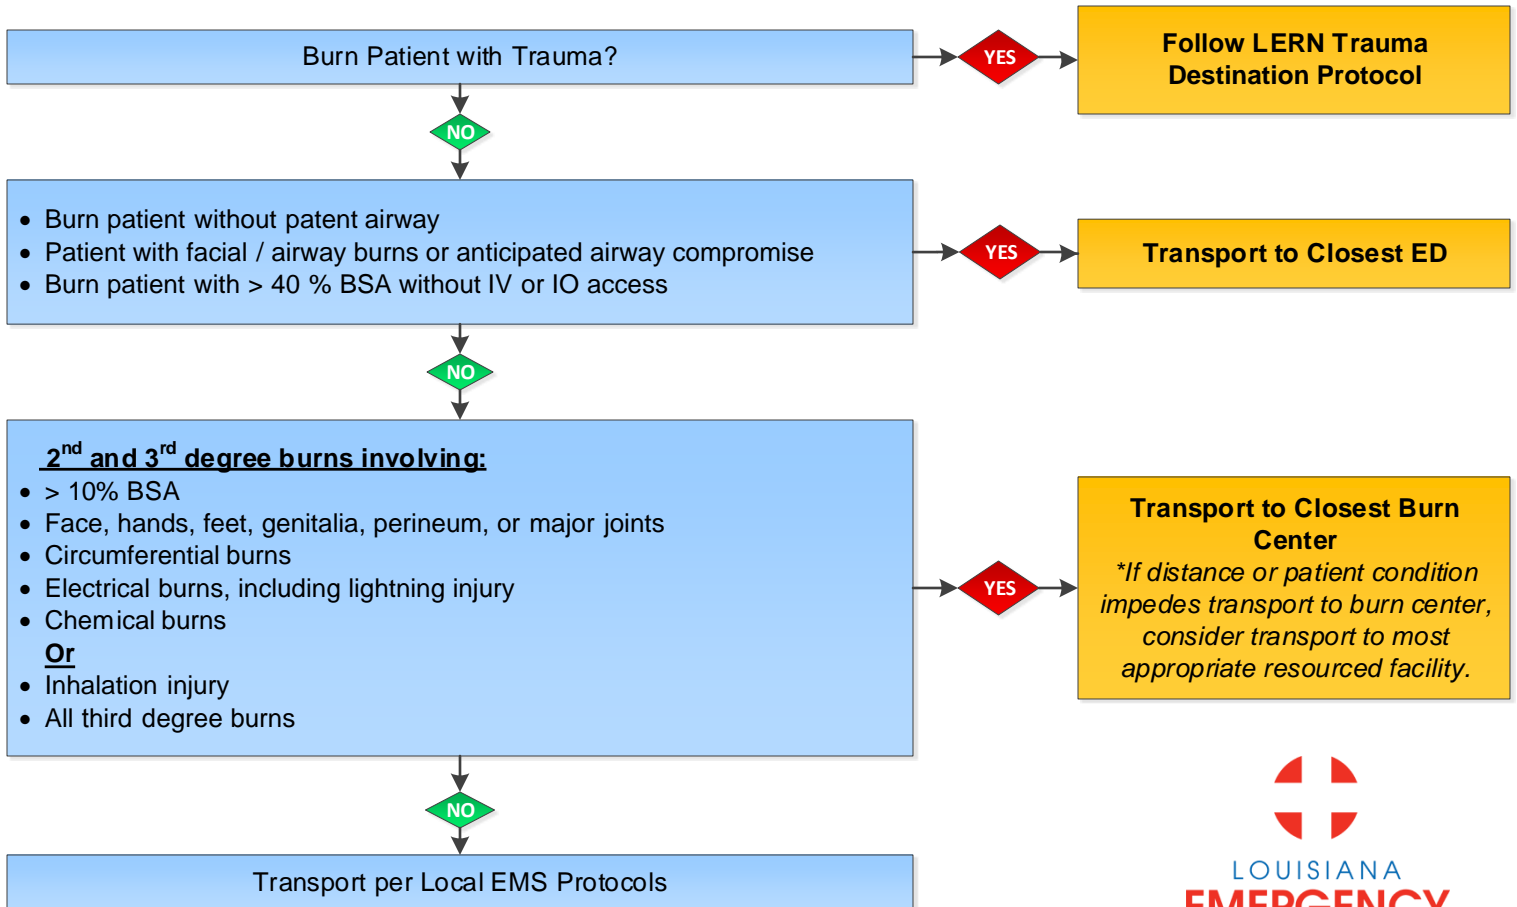 Burn Patient with Trauma?
YES
Follow LERN Trauma
Destination Protocol
NO
• Burn patient without patent airway
• Patient with facial / airway burns or anticipated airway compromise
• Burn patient with > 40 % BSA without IV or IO access
YES
Transport to Closest ED
NO
2nd and 3rd degree burns involving:
• > 10% BSA
• Face, hands, feet, genitalia, perineum, or major joints
• Circumferential burns
• Electrical burns, including lightning injury
• Chemical burns
Or
• Inhalation injury
• All third degree burns
YES
Transport to Closest Burn
Center
*If distance or patient condition
impedes transport to burn center,
consider transport to most
appropriate resourced facility.
NO
Transport per Local EMS Protocols
LOUISIANA
EMERGENCY